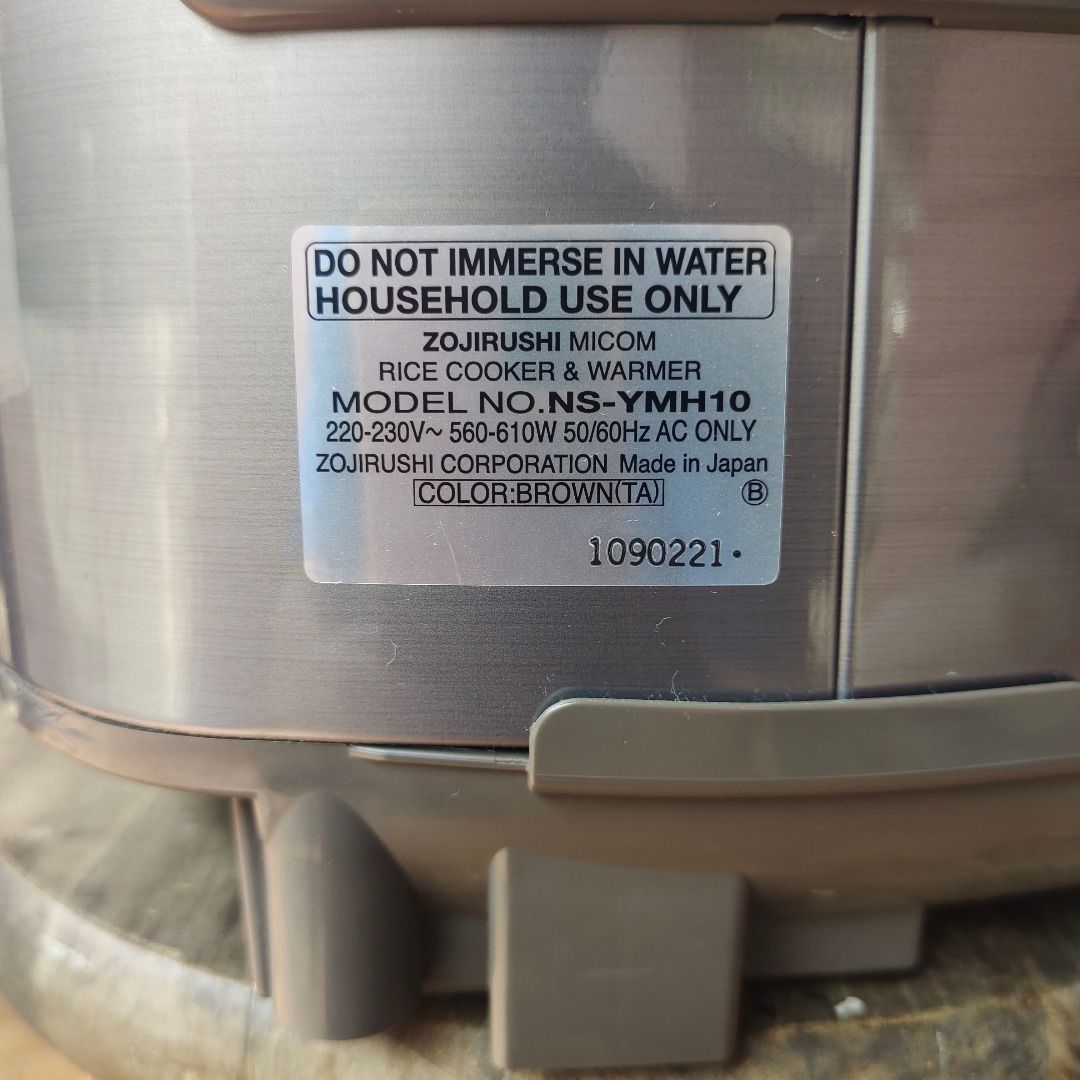 DO NOT IMMERSE IN WATER
HOUSEHOLD USE ONLY
ZOJIRUSHI MICOM
RICE COOKER & WARMER
MODEL NO.NS-YMH10
220-230V~ 560-610W 50/60Hz AC ONLY
ZOJIRUSHI CORPORATION Made in Japan
COLOR:BROWN(TA) Ⓑ
1090221·